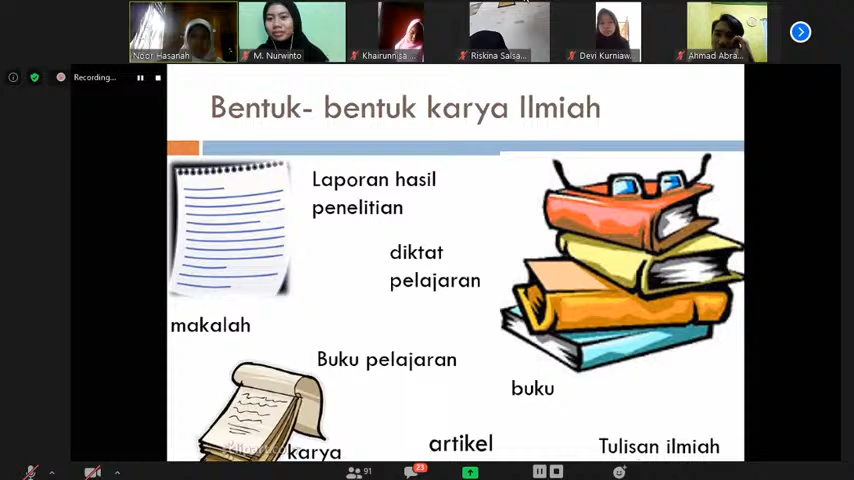 Noor Hasanah
M. Nurwinto
Khairunnisa
Riskina Salsa...
Devi Kurniaw...
Ahmad Abra...
Recording...
Bentuk- bentuk karya Ilmiah
Laporan hasil
penelitian
diktat
pelajaran
makalah
Buku pelajaran
buku
karya
artikel
Tulisan ilmiah
91
23